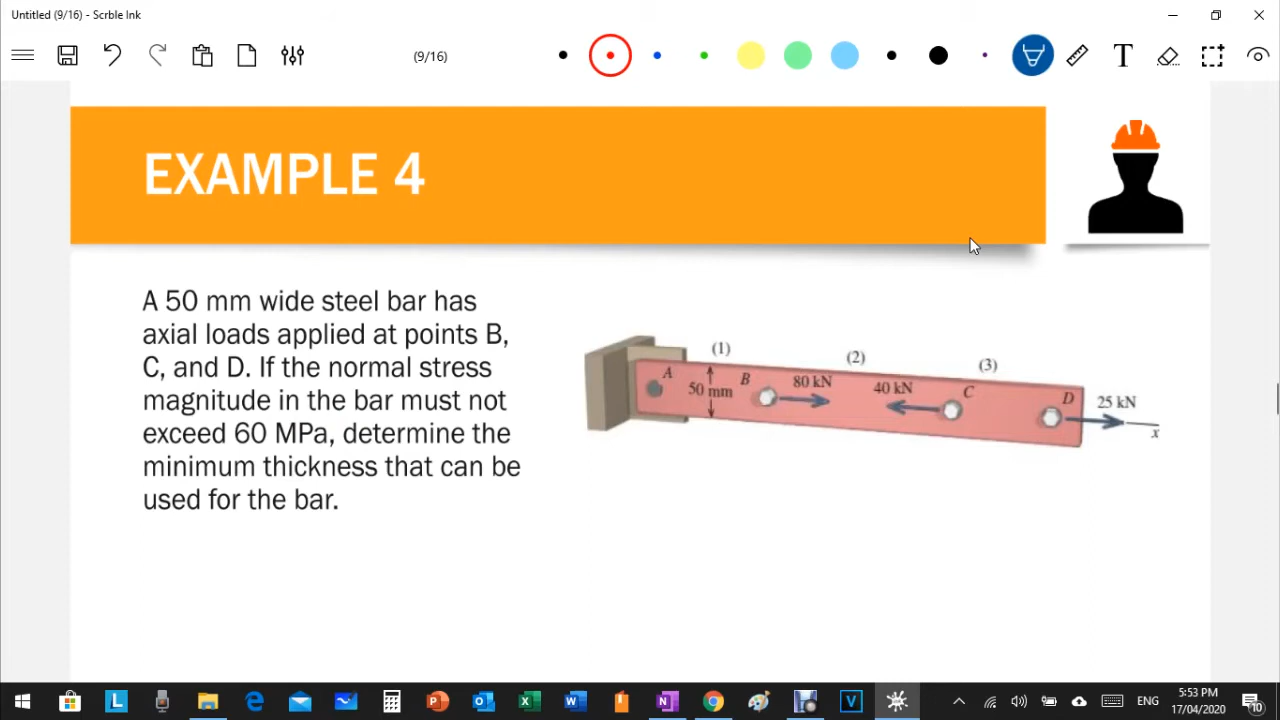 Untitled (9/16) - Scrble Ink
(9/16)
T
EXAMPLE 4
A 50 mm wide steel bar has
axial loads applied at points B,
C, and D. If the normal stress
magnitude in the bar must not
exceed 60 MPa, determine the
minimum thickness that can be
used for the bar.
(1)
(2)
(3)
A
50 mm
B
80 kN
40 kN
C
D
25 kN
x
ENG
5:53 PM
17/04/2020
10